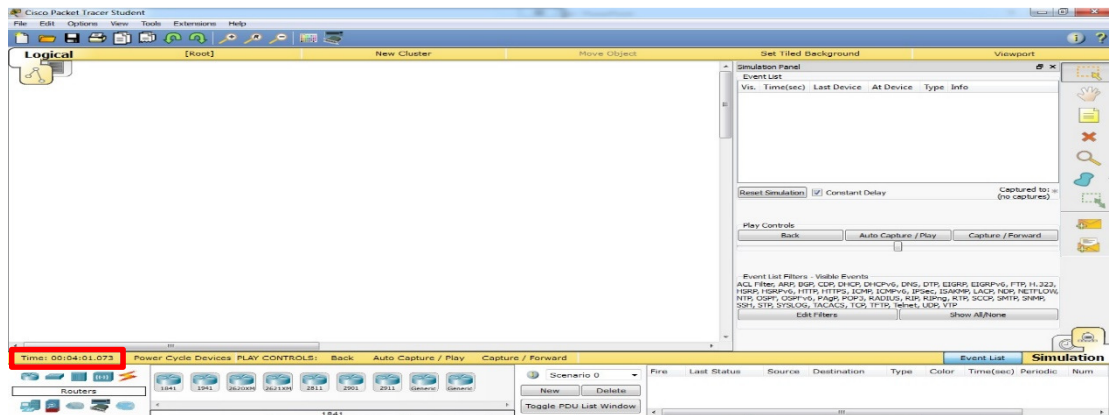 Cisco Packet Tracer Student
File Edit Options View Tools Extensions Help
Logical [Root] New Cluster Move Object Set Tiled Background Viewport
Simulation Panel
Event List
Vis. Time(sec) Last Device At Device Type Info
Reset Simulation Constant Delay Captured to: *
(no captures)
Play Controls
Back Auto Capture / Play Capture / Forward
Event List Filters - Visible Events
ACL Filter, ARP, BGP, CDP, DHCP, DHCPv6, DNS, DTP, EIGRP, EIGRPv6, FTP, H.323,
HSRP, HSRPv6, HTTP, HTTPS, ICMP, ICMPv6, IPSec, ISAKMP, LACP, NDP, NETFLOW,
NTP, OSPF, OSPFv6, PAgP, POP3, RADIUS, RIP, RIPng, RTP, SCCP, SMTP, SNMP,
SSH, STP, SYSLOG, TACACS, TCP, TFTP, Telnet, UDP, VTP
Edit Filters Show All/None
Time: 00:04:01.073 Power Cycle Devices PLAY CONTROLS: Back Auto Capture / Play Capture / Forward Event List Simulation
Routers
1841 1941 2620XM 2621XM 2811 2901 2911 Generic Generic
1841
Scenario 0
New Delete
Toggle PDU List Window
Fire Last Status Source Destination Type Color Time(sec) Periodic Num